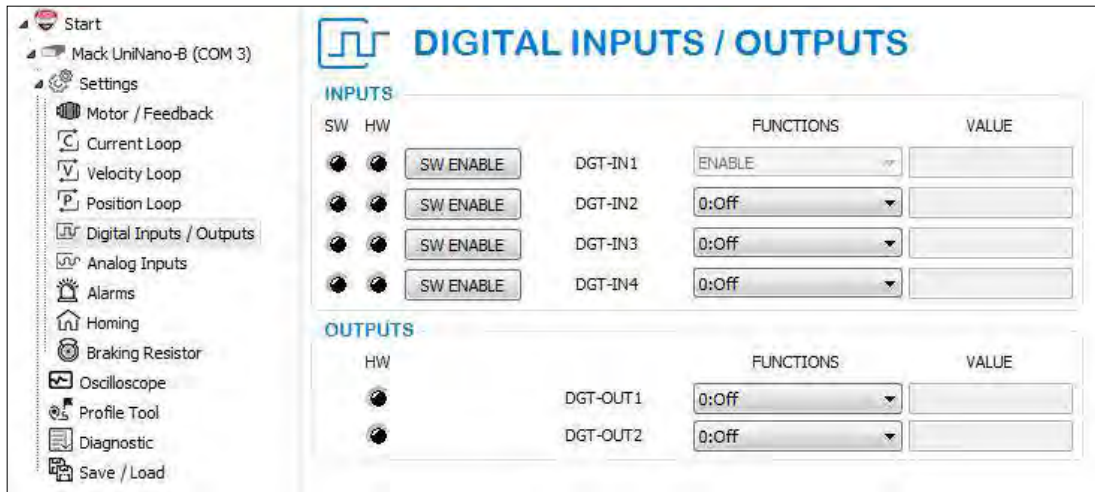 Start
Mack UniNano-B (COM 3)
Settings
Motor / Feedback
C Current Loop
V Velocity Loop
P Position Loop
Digital Inputs / Outputs
Analog Inputs
Alarms
Homing
Braking Resistor
Oscilloscope
Profile Tool
Diagnostic
Save / Load
DIGITAL INPUTS / OUTPUTS
INPUTS
SW HW FUNCTIONS VALUE
SW ENABLE DGT-IN1 ENABLE
SW ENABLE DGT-IN2 0:Off
SW ENABLE DGT-IN3 0:Off
SW ENABLE DGT-IN4 0:Off
OUTPUTS
HW FUNCTIONS VALUE
DGT-OUT1 0:Off
DGT-OUT2 0:Off